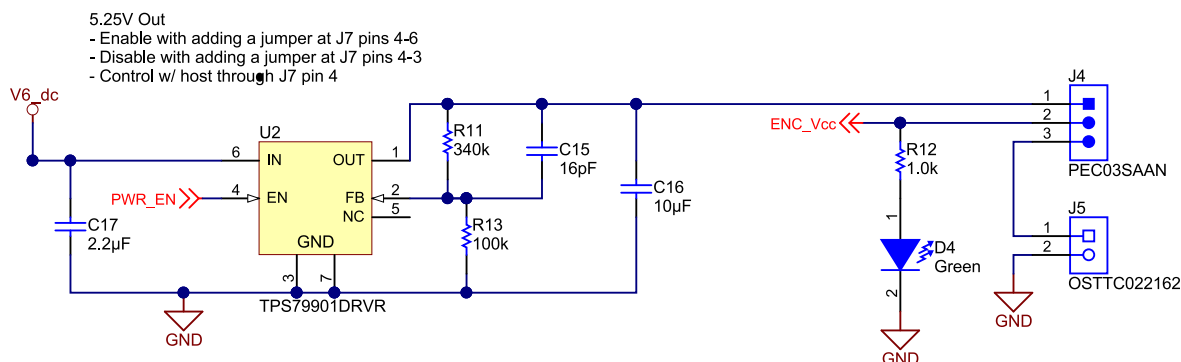 5.25V Out
- Enable with adding a jumper at J7 pins 4-6
- Disable with adding a jumper at J7 pins 4-3
- Control w/ host through J7 pin 4
V6_dc
U2
6 IN OUT 1
PWR_EN 4 EN FB 2
NC 5
GND
3 7
TPS79901DRVR
C17
2.2µF
GND
R11
340k
C15
16pF
R13
100k
C16
10µF
ENC_Vcc
R12
1.0k
1
D4
Green
2
GND
J4
1
2
3
PEC03SAAN
J5
1
2
OSTTC022162
GND